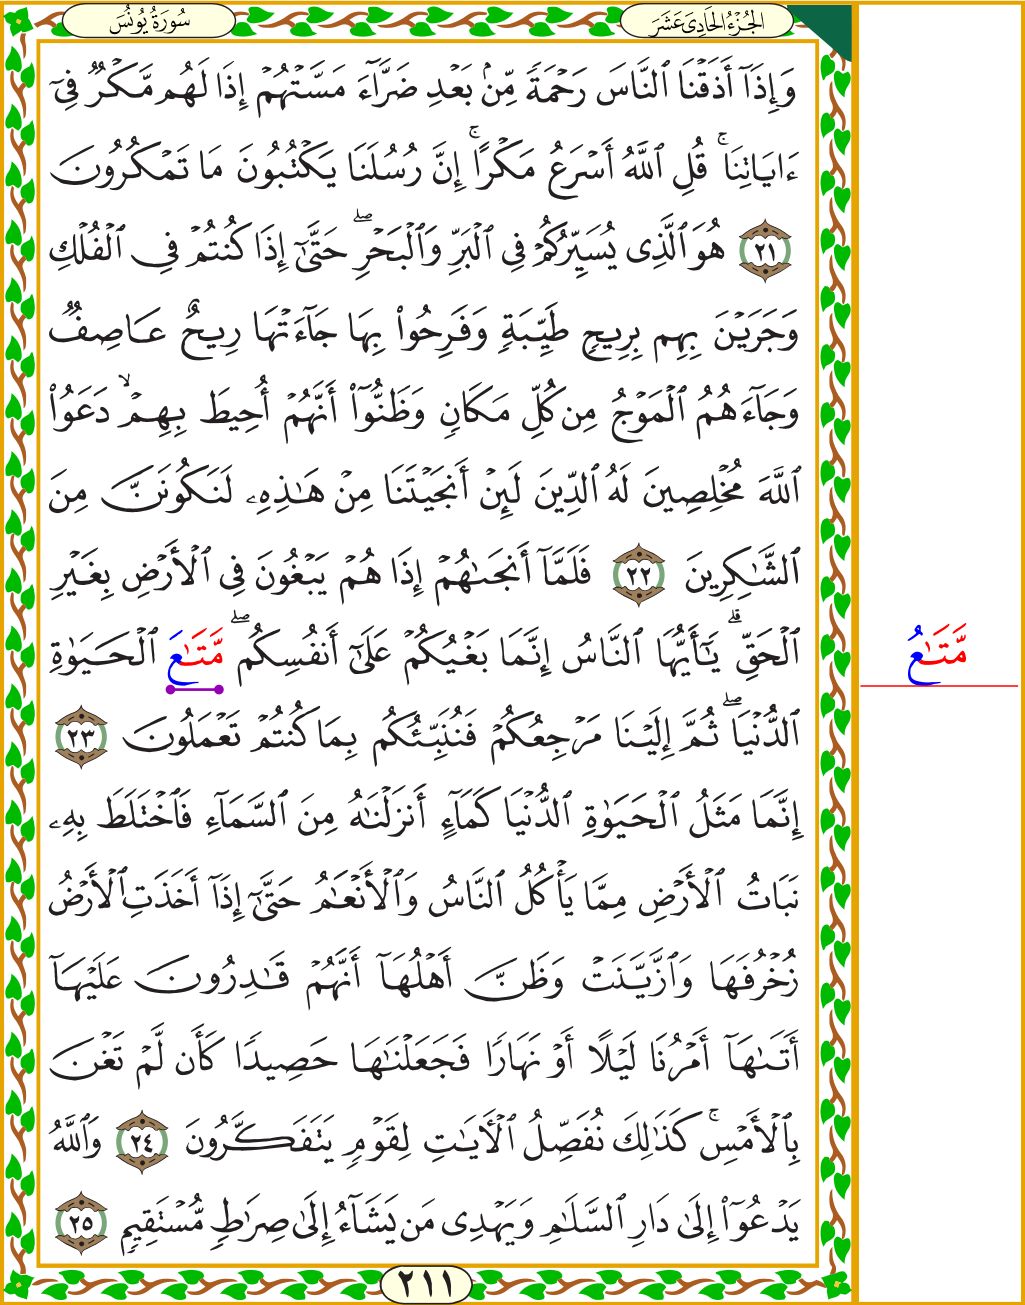 سُورَةُ يُونُسَ
الجُزْءُ الحَادِيَ عَشَرَ
وَإِذَآ أَذَقْنَا ٱلنَّاسَ رَحْمَةً مِّنۢ بَعْدِ ضَرَّآءَ مَسَّتْهُمْ إِذَا لَهُم مَّكْرٌ فِىٓ
ءَايَاتِنَا ۚ قُلِ ٱللَّهُ أَسْرَعُ مَكْرًا ۚ إِنَّ رُسُلَنَا يَكْتُبُونَ مَا تَمْكُرُونَ
٢١ هُوَ ٱلَّذِى يُسَيِّرُكُمْ فِى ٱلْبَرِّ وَٱلْبَحْرِ ۖ حَتَّىٰٓ إِذَا كُنتُمْ فِى ٱلْفُلْكِ
وَجَرَيْنَ بِهِم بِرِيحٍ طَيِّبَةٍ وَفَرِحُوا۟ بِهَا جَآءَتْهَا رِيحٌ عَاصِفٌ
وَجَآءَهُمُ ٱلْمَوْجُ مِن كُلِّ مَكَانٍ وَظَنُّوٓا۟ أَنَّهُمْ أُحِيطَ بِهِمْ ۙ دَعَوُا۟
ٱللَّهَ مُخْلِصِينَ لَهُ ٱلدِّينَ لَئِنْ أَنجَيْتَنَا مِنْ هَـٰذِهِۦ لَنَكُونَنَّ مِنَ
ٱلشَّـٰكِرِينَ ٢٢ فَلَمَّآ أَنجَىٰهُمْ إِذَا هُمْ يَبْغُونَ فِى ٱلْأَرْضِ بِغَيْرِ
ٱلْحَقِّ ۗ يَـٰٓأَيُّهَا ٱلنَّاسُ إِنَّمَا بَغْيُكُمْ عَلَىٰٓ أَنفُسِكُم ۖ مَّتَـٰعَ ٱلْحَيَوٰةِ
مَّتَـٰعُ
ٱلدُّنْيَا ۖ ثُمَّ إِلَيْنَا مَرْجِعُكُمْ فَنُنَبِّئُكُم بِمَا كُنتُمْ تَعْمَلُونَ ٢٣
إِنَّمَا مَثَلُ ٱلْحَيَوٰةِ ٱلدُّنْيَا كَمَآءٍ أَنزَلْنَـٰهُ مِنَ ٱلسَّمَآءِ فَٱخْتَلَطَ بِهِۦ
نَبَاتُ ٱلْأَرْضِ مِمَّا يَأْكُلُ ٱلنَّاسُ وَٱلْأَنْعَـٰمُ حَتَّىٰٓ إِذَآ أَخَذَتِ ٱلْأَرْضُ
زُخْرُفَهَا وَٱزَّيَّنَتْ وَظَنَّ أَهْلُهَآ أَنَّهُمْ قَـٰدِرُونَ عَلَيْهَآ
أَتَىٰهَآ أَمْرُنَا لَيْلًا أَوْ نَهَارًا فَجَعَلْنَـٰهَا حَصِيدًا كَأَن لَّمْ تَغْنَ
بِٱلْأَمْسِ ۚ كَذَٰلِكَ نُفَصِّلُ ٱلْـَٔايَـٰتِ لِقَوْمٍ يَتَفَكَّرُونَ ٢٤ وَٱللَّهُ
يَدْعُوٓا۟ إِلَىٰ دَارِ ٱلسَّلَـٰمِ وَيَهْدِى مَن يَشَآءُ إِلَىٰ صِرَٰطٍ مُّسْتَقِيمٍ ٢٥
٢١١